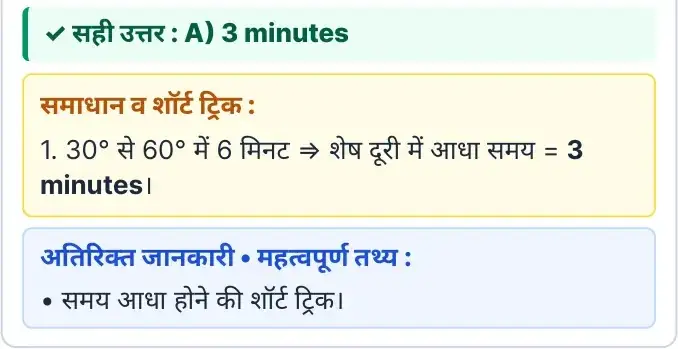 ✓ सही उत्तर : A) 3 minutes
समाधान व शॉर्ट ट्रिक :
1. 30° से 60° में 6 मिनट ⇒ शेष दूरी में आधा समय = 3
minutes।
अतिरिक्त जानकारी • महत्वपूर्ण तथ्य :
• समय आधा होने की शॉर्ट ट्रिक।